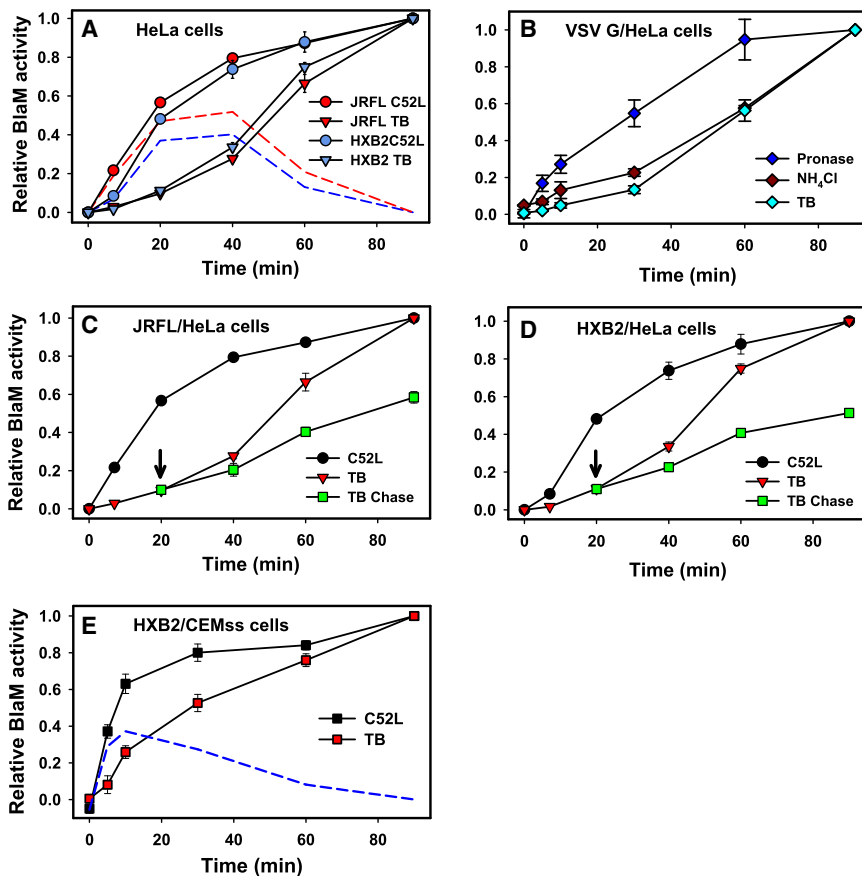 A
HeLa cells
Relative BlaM activity
1.0
0.8
0.6
0.4
0.2
0.0
JRFL C52L
JRFL TB
HXB2C52L
HXB2 TB
0 20 40 60 80
Time (min)
B
VSV G/HeLa cells
1.0
0.8
0.6
0.4
0.2
0.0
Pronase
NH4Cl
TB
20 40 60 80
Time (min)
C
JRFL/HeLa cells
Relative BlaM activity
1.0
0.8
0.6
0.4
0.2
0.0
C52L
TB
TB Chase
0 20 40 60 80
Time (min)
D
HXB2/HeLa cells
1.0
0.8
0.6
0.4
0.2
0.0
C52L
TB
TB Chase
0 20 40 60 80
Time (min)
E
HXB2/CEMss cells
Relative BlaM activity
1.0
0.8
0.6
0.4
0.2
0.0
C52L
TB
0 20 40 60 80
Time (min)